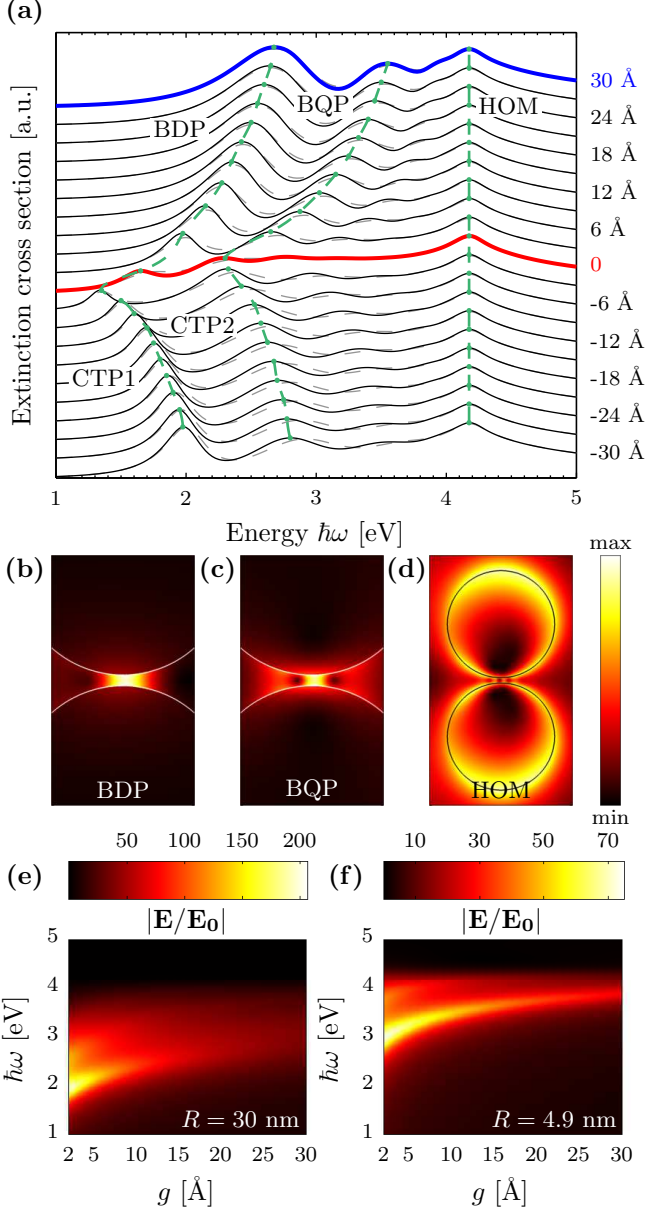 (a)
Extinction cross section [a.u.]
BDP
BQP
HOM
CTP2
CTP1
30 Å
24 Å
18 Å
12 Å
6 Å
0
-6 Å
-12 Å
-18 Å
-24 Å
-30 Å
1 2 3 4 5
Energy ℏω [eV]
(b) (c) (d)
BDP BQP HOM
max
min
50 100 150 200
10 30 50 70
(e) (f)
|E/E₀| |E/E₀|
ℏω [eV]
5
4
3
2
1
R = 30 nm
2 5 10 15 20 25 30
g [Å]
ℏω [eV]
5
4
3
2
1
R = 4.9 nm
2 5 10 15 20 25 30
g [Å]